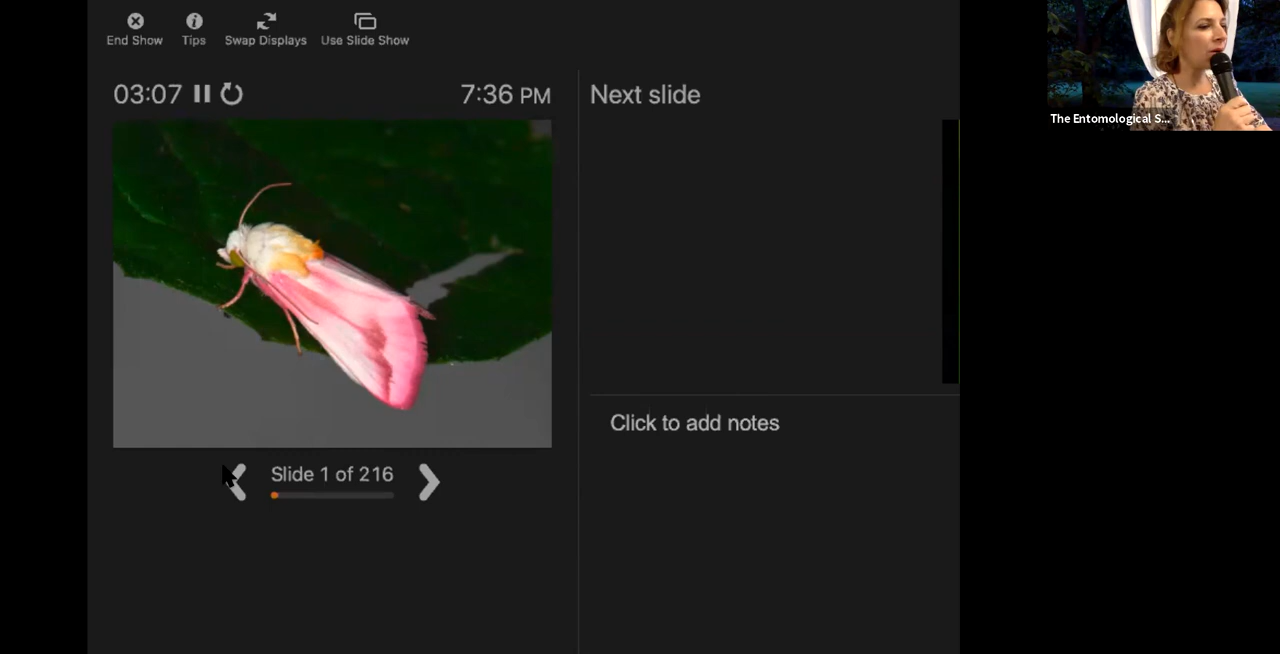 End Show
Tips
Swap Displays
Use Slide Show
03:07
7:36 PM
Next slide
The Entomological S...
Click to add notes
Slide 1 of 216